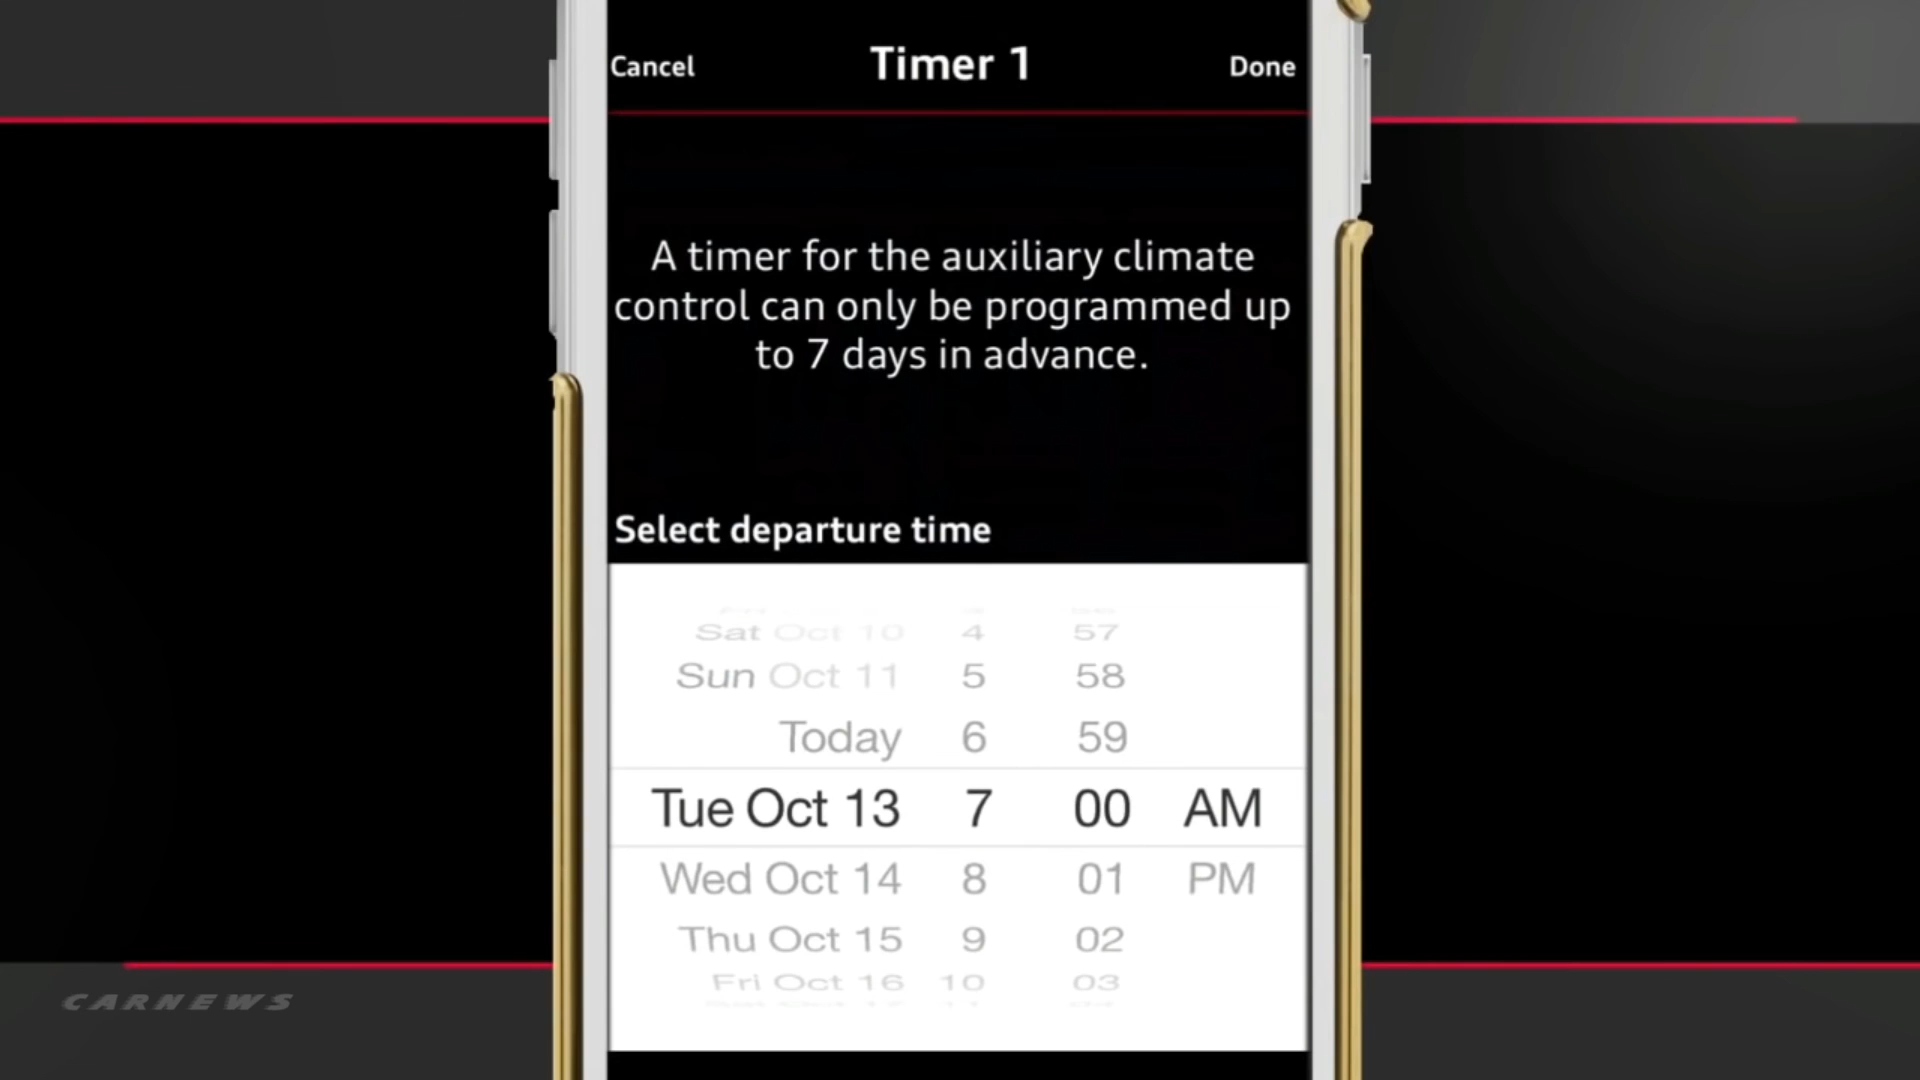 Cancel Timer 1 Done
A timer for the auxiliary climate
control can only be programmed up
to 7 days in advance.
Select departure time
Sat Oct 10 4 57
Sun Oct 11 5 58
Today 6 59
Tue Oct 13 7 00 AM
Wed Oct 14 8 01 PM
Thu Oct 15 9 02
Fri Oct 16 10 03
CARNEWS